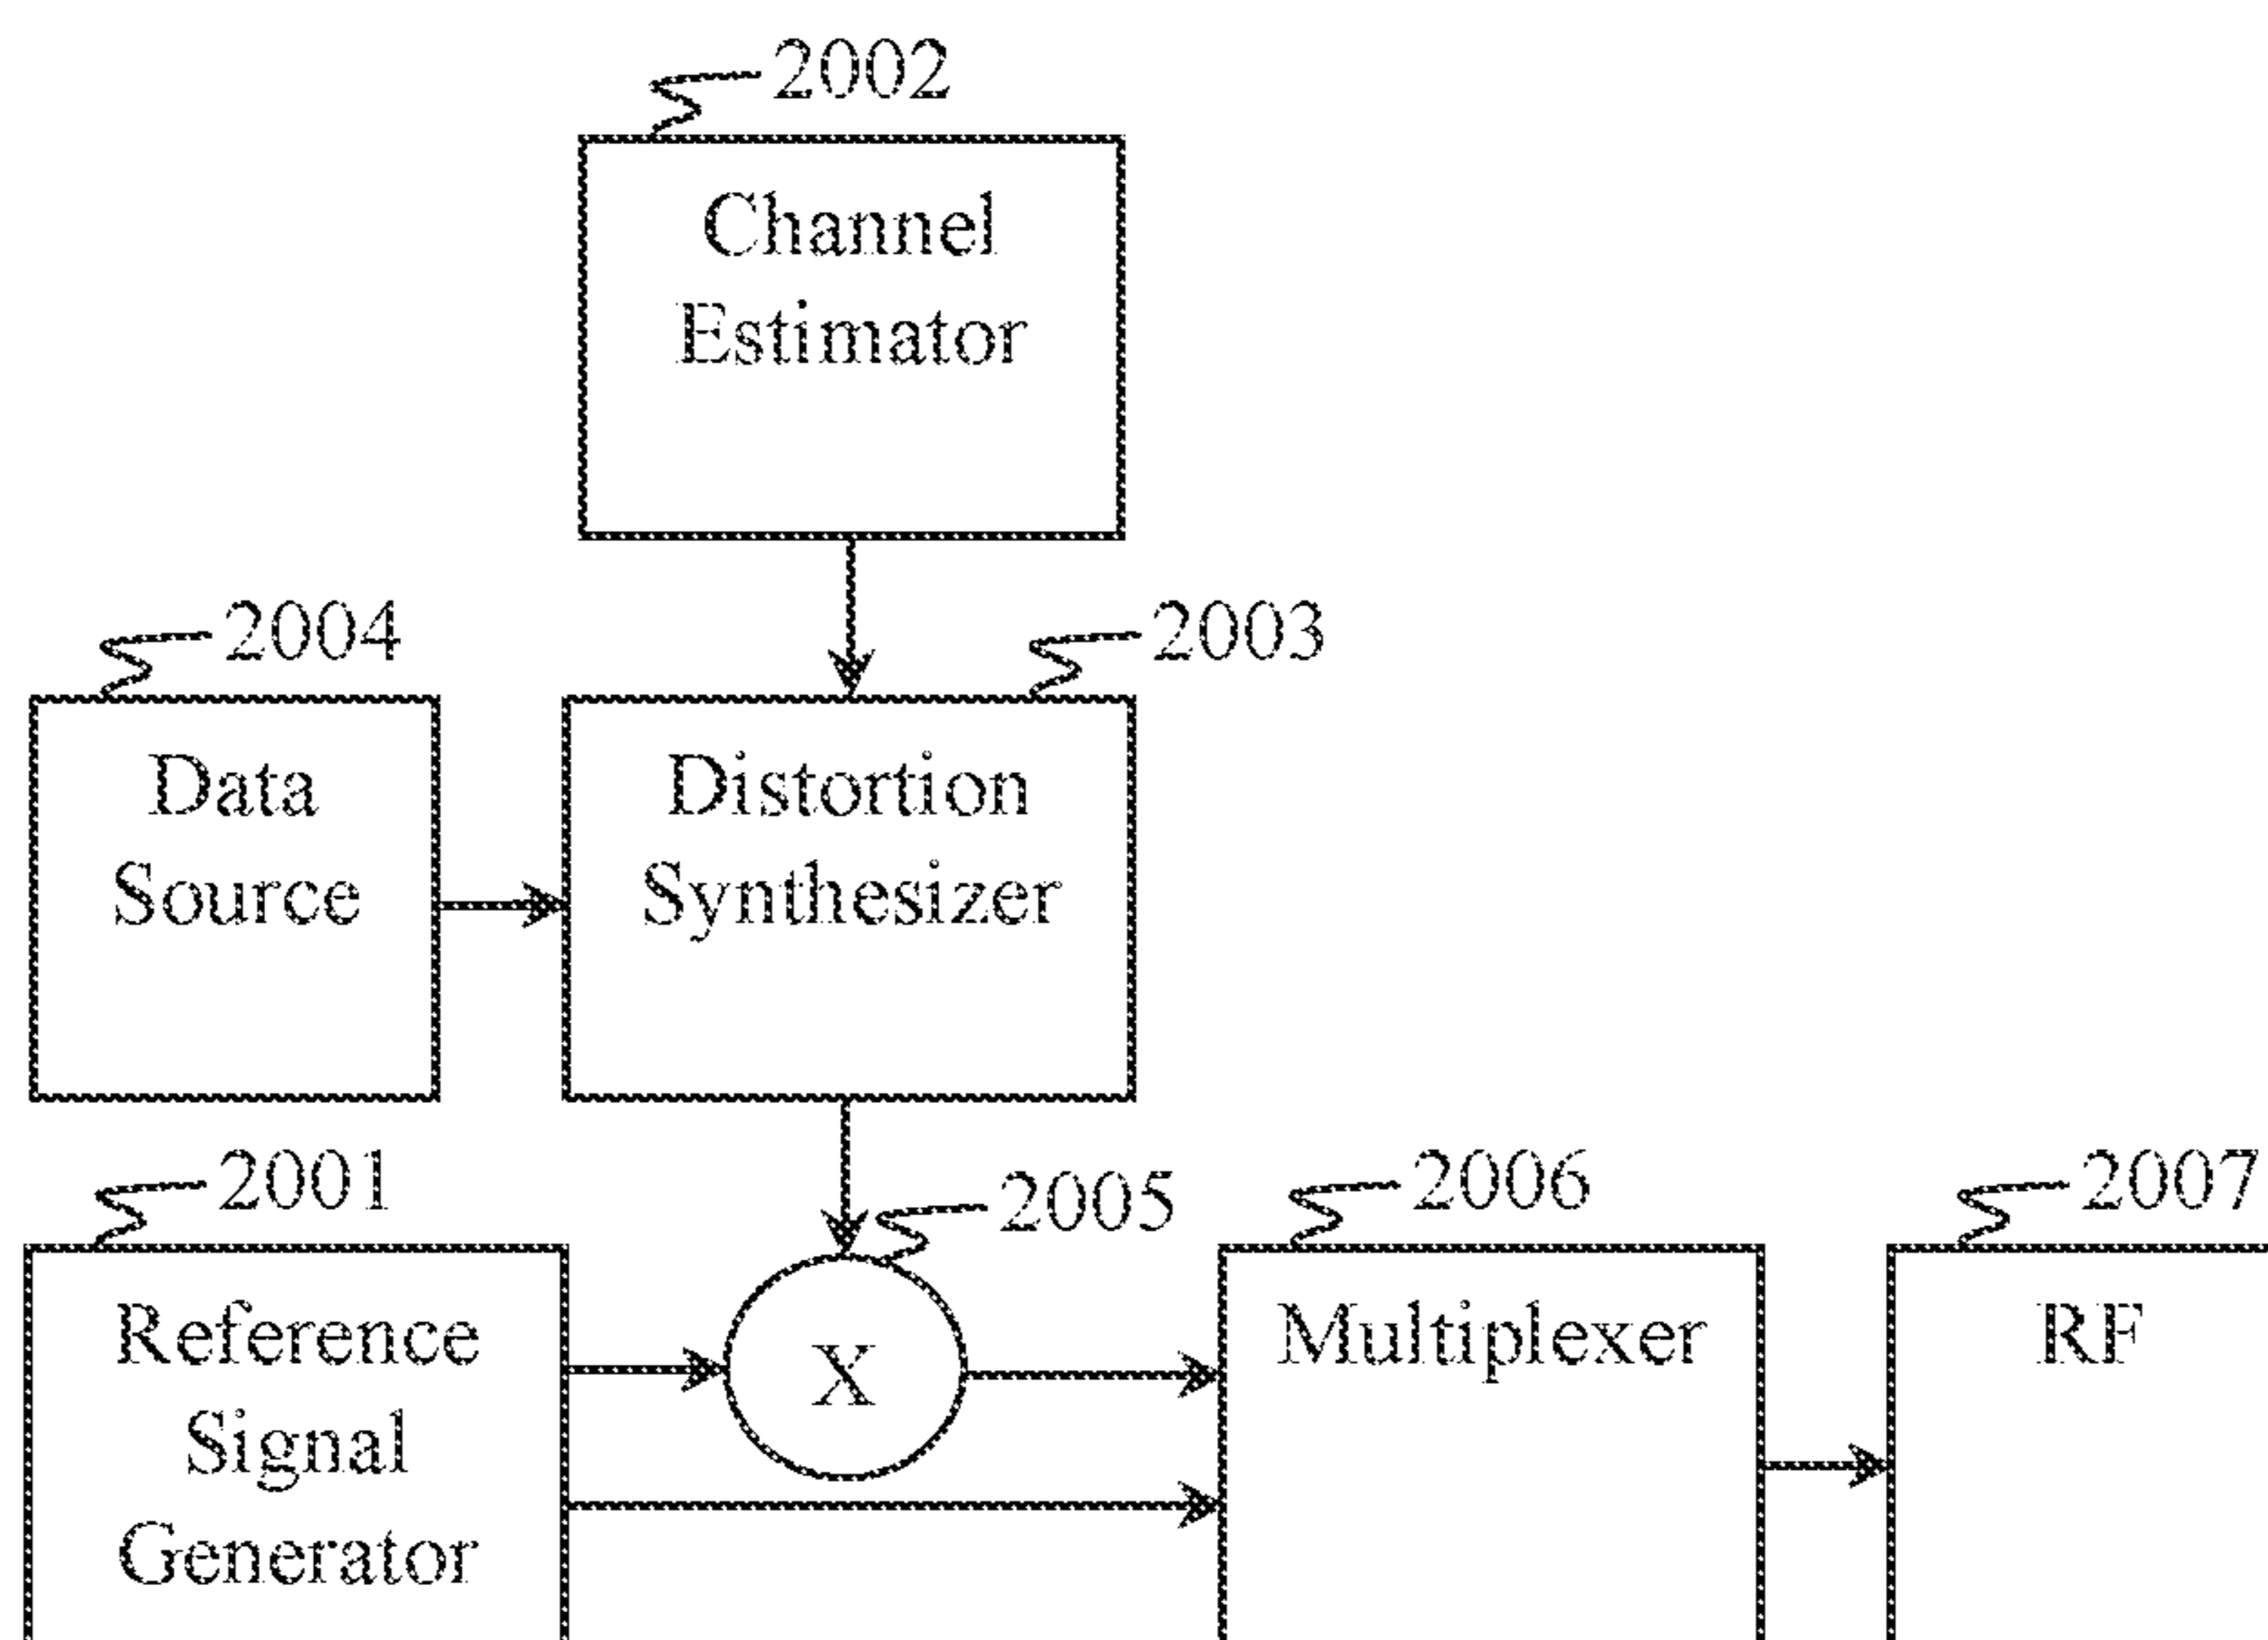 2002
Channel
Estimator
2004
2003
Data
Source
Distortion
Synthesizer
2001
2005
2006
2007
Reference
Signal
Generator
X
Multiplexer
RF